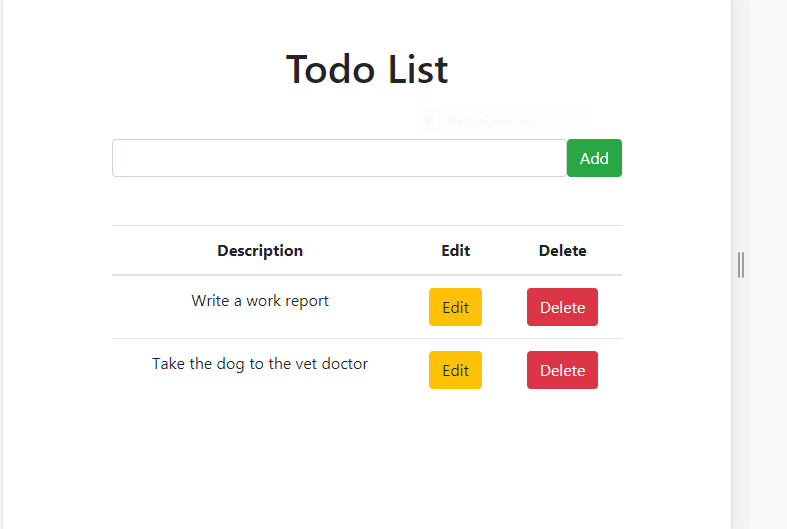 Todo List
Rectangular Snip
Add
Description Edit Delete
Write a work report Edit Delete
Take the dog to the vet doctor Edit Delete